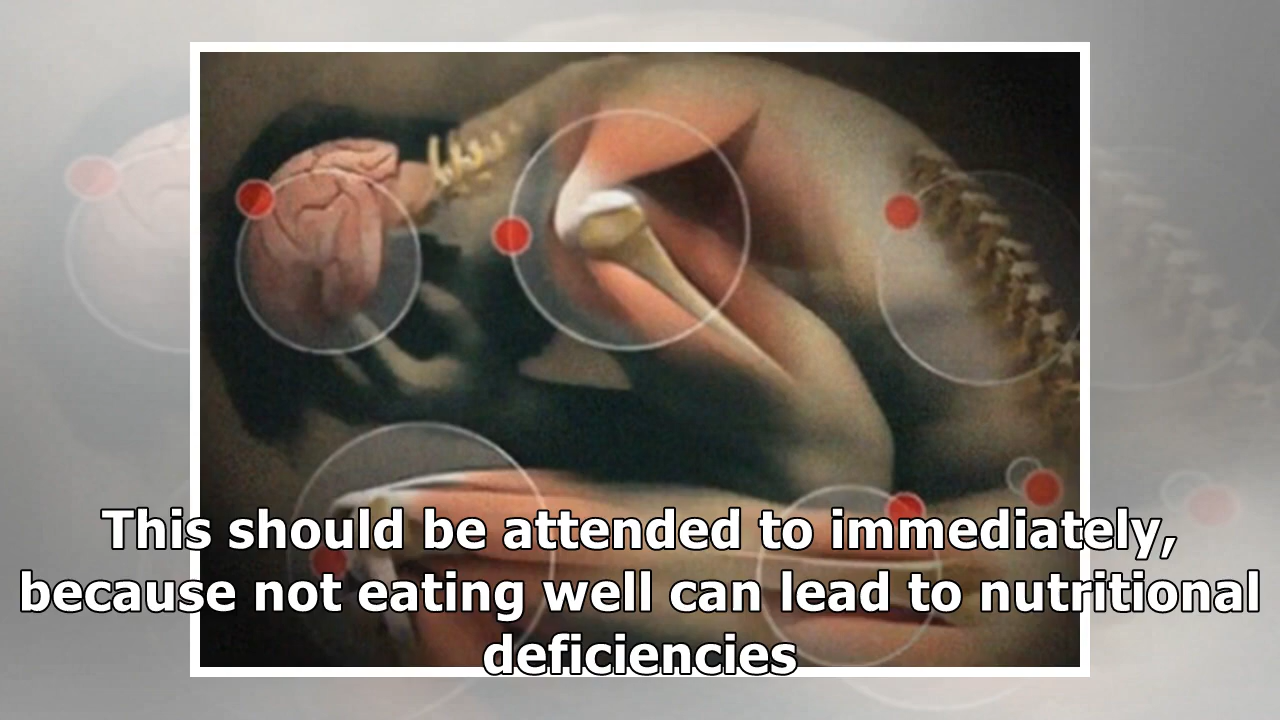 This should be attended to immediately,
because not eating well can lead to nutritional
deficiencies